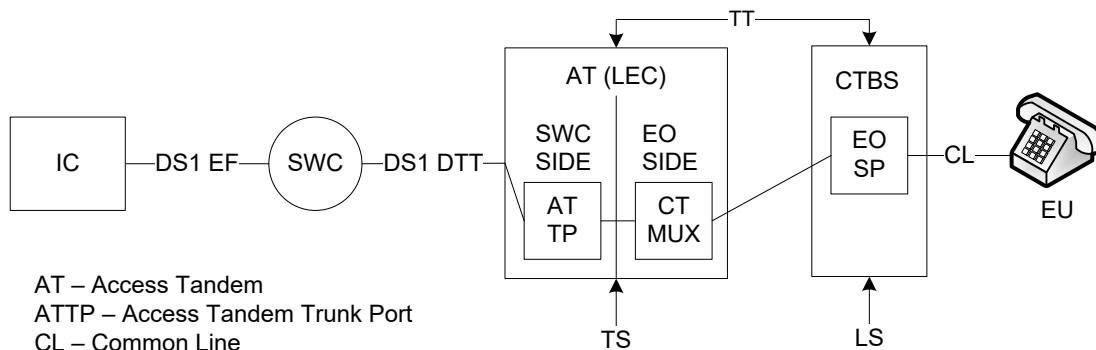 TT
AT (LEC)
CTBS
SWC
SIDE
EO
SIDE
IC
DS1 EF
SWC
DS1 DTT
AT
TP
CT
MUX
EO
SP
CL
EU
AT – Access Tandem
ATTP – Access Tandem Trunk Port
CL – Common Line
TS
LS